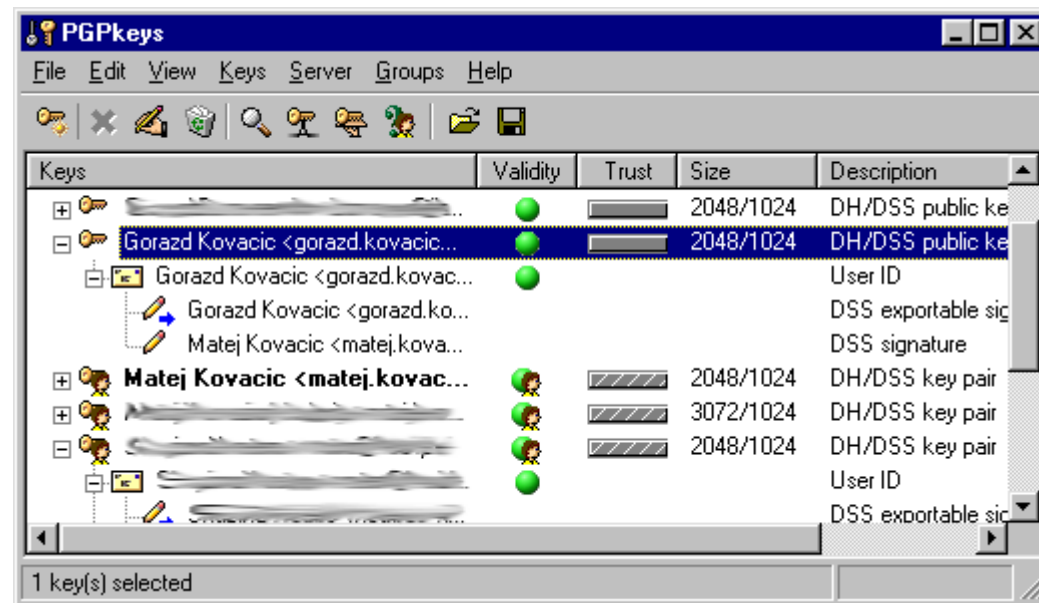 PGPkeys
File Edit View Keys Server Groups Help
Keys Validity Trust Size Description
2048/1024 DH/DSS public ke
Gorazd Kovacic <gorazd.kovacic... 2048/1024 DH/DSS public ke
Gorazd Kovacic <gorazd.kovac... User ID
Gorazd Kovacic <gorazd.ko... DSS exportable sig
Matej Kovacic <matej.kova... DSS signature
Matej Kovacic <matej.kovac... 2048/1024 DH/DSS key pair
3072/1024 DH/DSS key pair
2048/1024 DH/DSS key pair
User ID
DSS exportable sig
1 key(s) selected